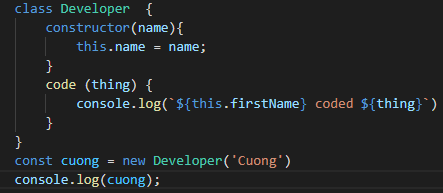 class Developer  {
    constructor(name){
        this.name = name;
    }
    code (thing) {
        console.log(`${this.firstName} coded ${thing}`)
    }
}
const cuong = new Developer('Cuong')
console.log(cuong);